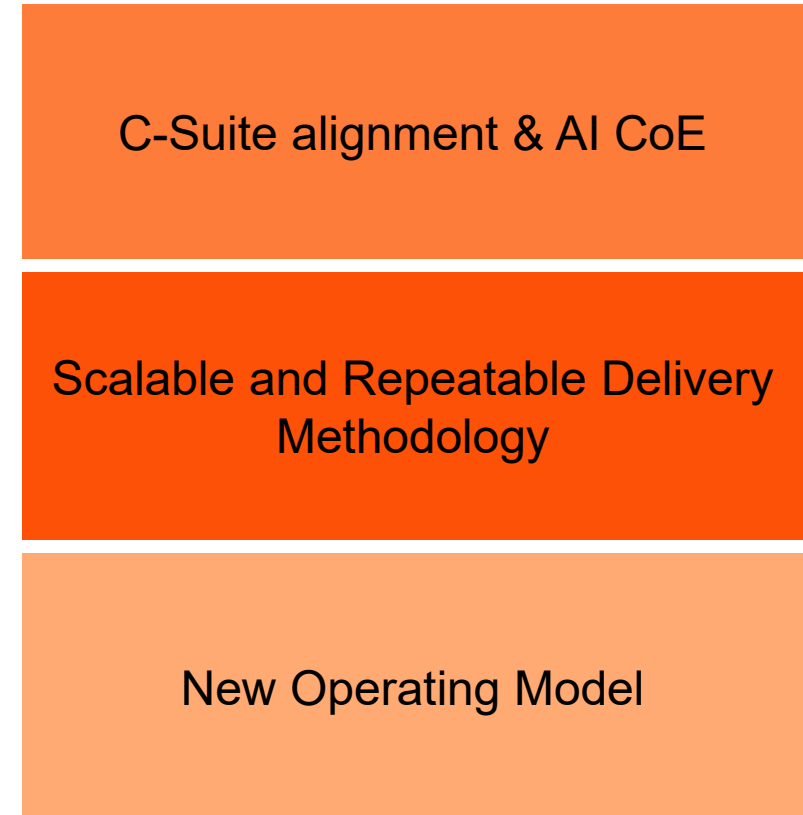 C-Suite alignment & AI CoE
Scalable and Repeatable Delivery
Methodology
New Operating Model